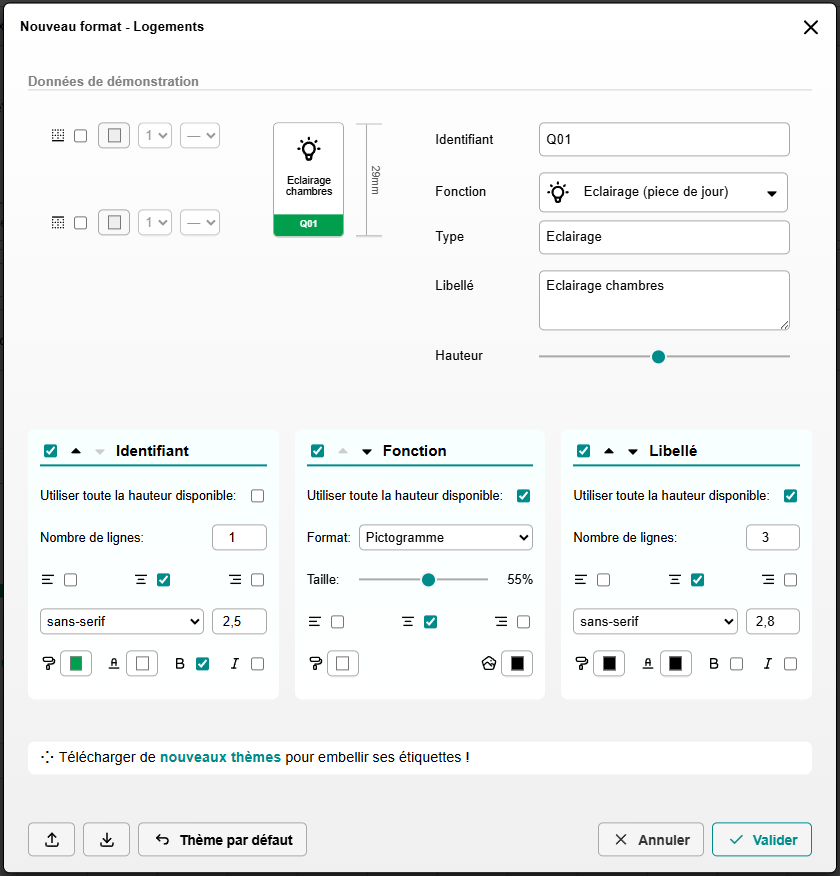 Nouveau format - Logements
Données de démonstration
1 —
1 —
Eclairage
chambres
Q01
29mm
Identifiant Q01
Fonction Eclairage (piece de jour)
Type Eclairage
Libellé Eclairage chambres
Hauteur
Identifiant
Utiliser toute la hauteur disponible:
Nombre de lignes: 1
sans-serif 2,5
A B I
Fonction
Utiliser toute la hauteur disponible:
Format: Pictogramme
Taille: 55%
Libellé
Utiliser toute la hauteur disponible:
Nombre de lignes: 3
sans-serif 2,8
A B I
Télécharger de nouveaux thèmes pour embellir ses étiquettes !
Thème par défaut Annuler Valider